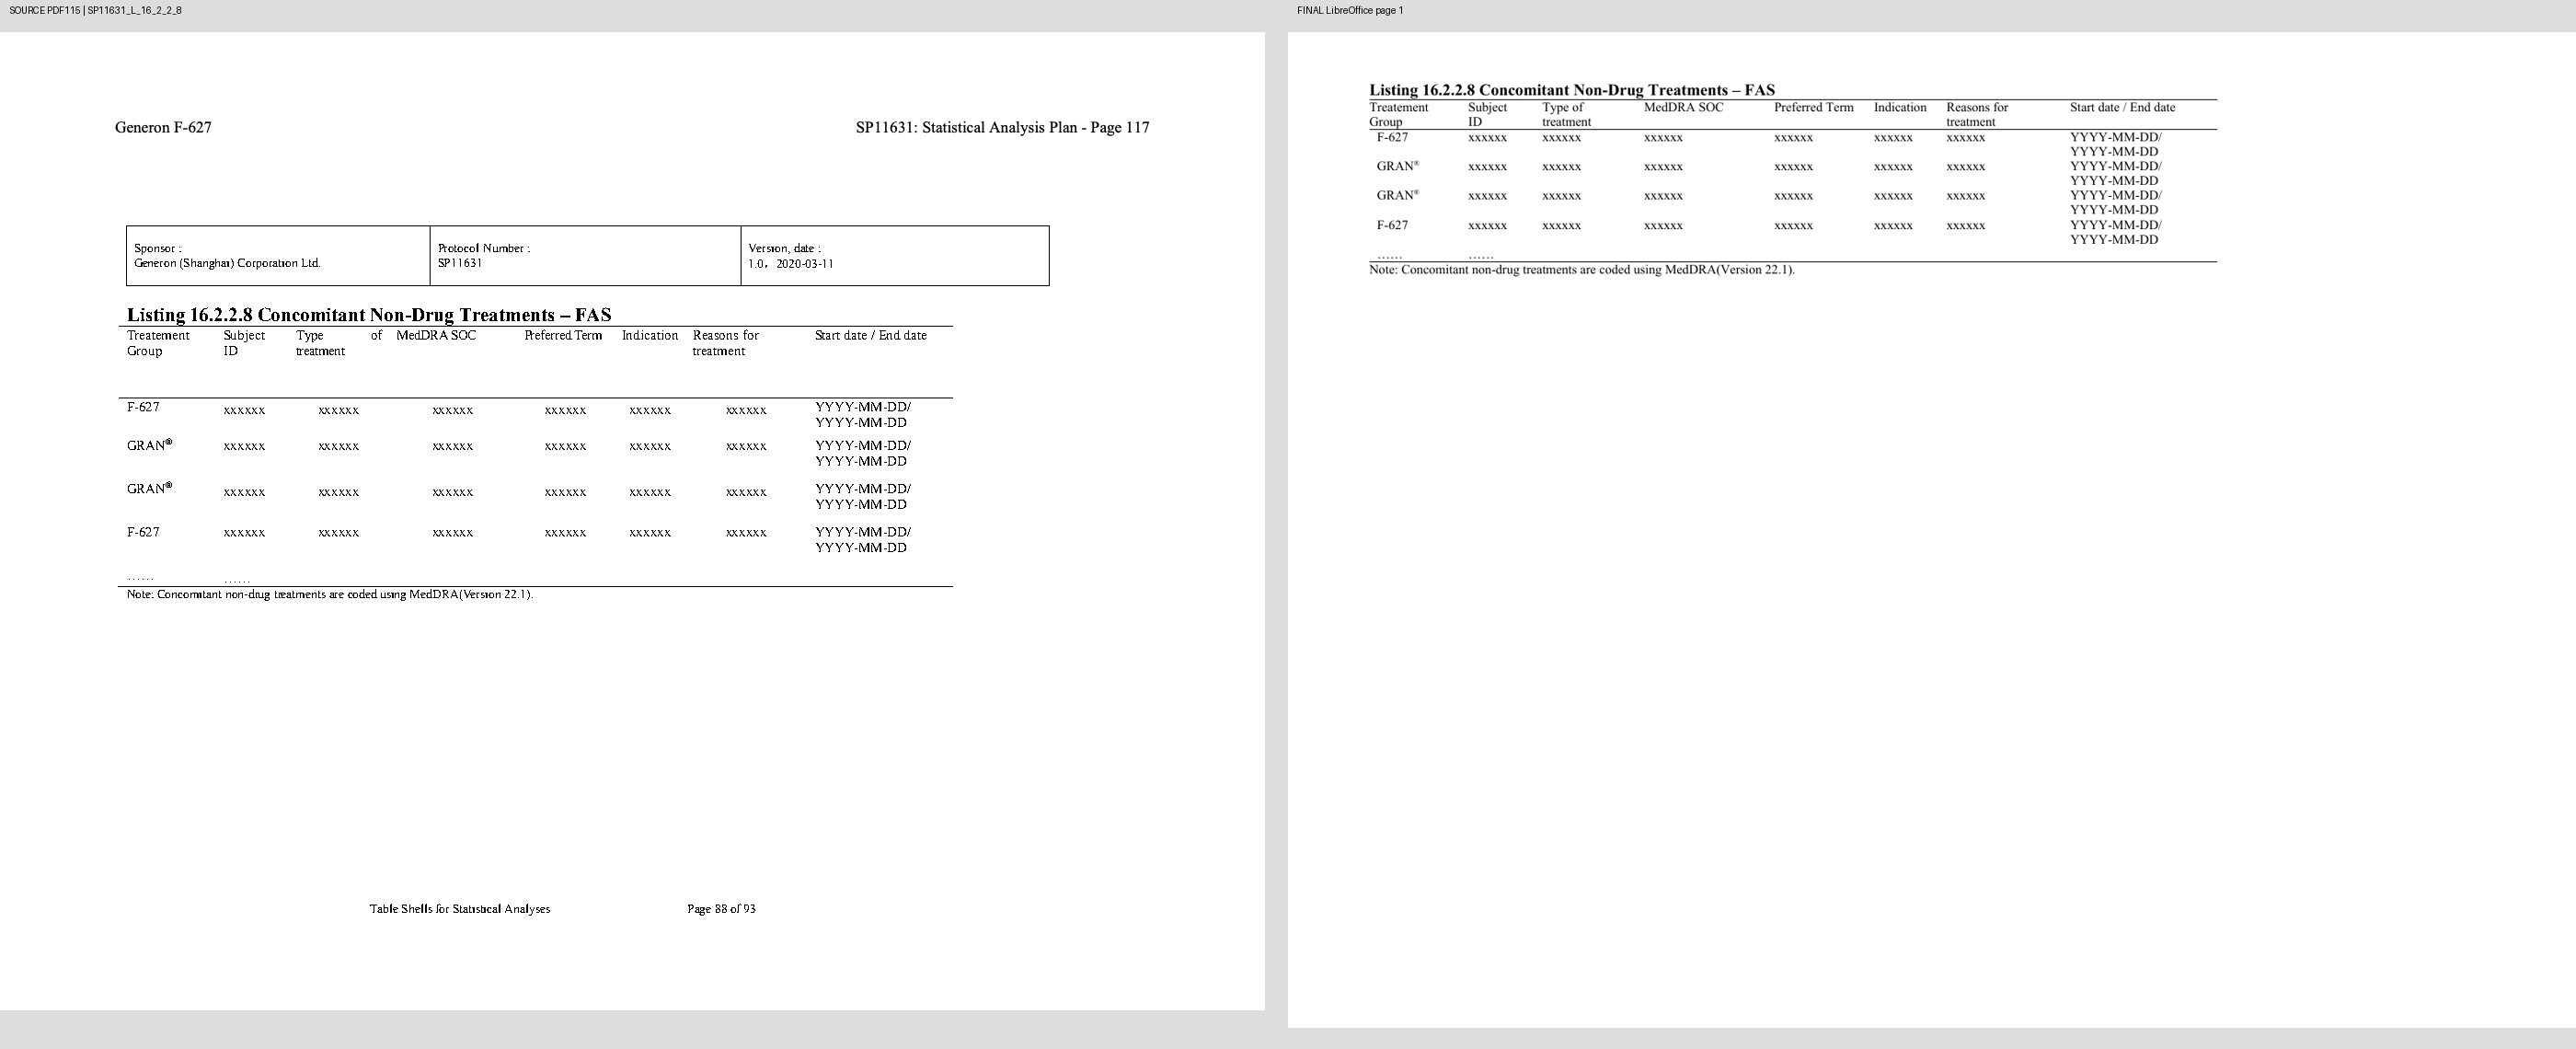 SOURCE PDF115 | SP11631_L_16_2_2_8
Generon F-627 SP11631: Statistical Analysis Plan - Page 117
Sponsor : Protocol Number : Version, date :
Generon (Shanghai) Corporation Ltd. SP11631 1.0，2020-03-11
Listing 16.2.2.8 Concomitant Non-Drug Treatments – FAS
Treatement Subject Type of MedDRA SOC Preferred Term Indication Reasons for Start date / End date
Group ID treatment treatment
F-627 xxxxxx xxxxxx xxxxxx xxxxxx xxxxxx xxxxxx YYYY-MM-DD/
YYYY-MM-DD
GRAN® xxxxxx xxxxxx xxxxxx xxxxxx xxxxxx xxxxxx YYYY-MM-DD/
YYYY-MM-DD
GRAN® xxxxxx xxxxxx xxxxxx xxxxxx xxxxxx xxxxxx YYYY-MM-DD/
YYYY-MM-DD
F-627 xxxxxx xxxxxx xxxxxx xxxxxx xxxxxx xxxxxx YYYY-MM-DD/
YYYY-MM-DD
...... ......
Note: Concomitant non-drug treatments are coded using MedDRA(Version 22.1).
Table Shells for Statistical Analyses Page 88 of 93
FINAL LibreOffice page 1
Listing 16.2.2.8 Concomitant Non-Drug Treatments – FAS
Treatement Subject Type of MedDRA SOC Preferred Term Indication Reasons for Start date / End date
Group ID treatment treatment
F-627 xxxxxx xxxxxx xxxxxx xxxxxx xxxxxx xxxxxx YYYY-MM-DD/
YYYY-MM-DD
GRAN® xxxxxx xxxxxx xxxxxx xxxxxx xxxxxx xxxxxx YYYY-MM-DD/
YYYY-MM-DD
GRAN® xxxxxx xxxxxx xxxxxx xxxxxx xxxxxx xxxxxx YYYY-MM-DD/
YYYY-MM-DD
F-627 xxxxxx xxxxxx xxxxxx xxxxxx xxxxxx xxxxxx YYYY-MM-DD/
YYYY-MM-DD
...... ......
Note: Concomitant non-drug treatments are coded using MedDRA(Version 22.1).